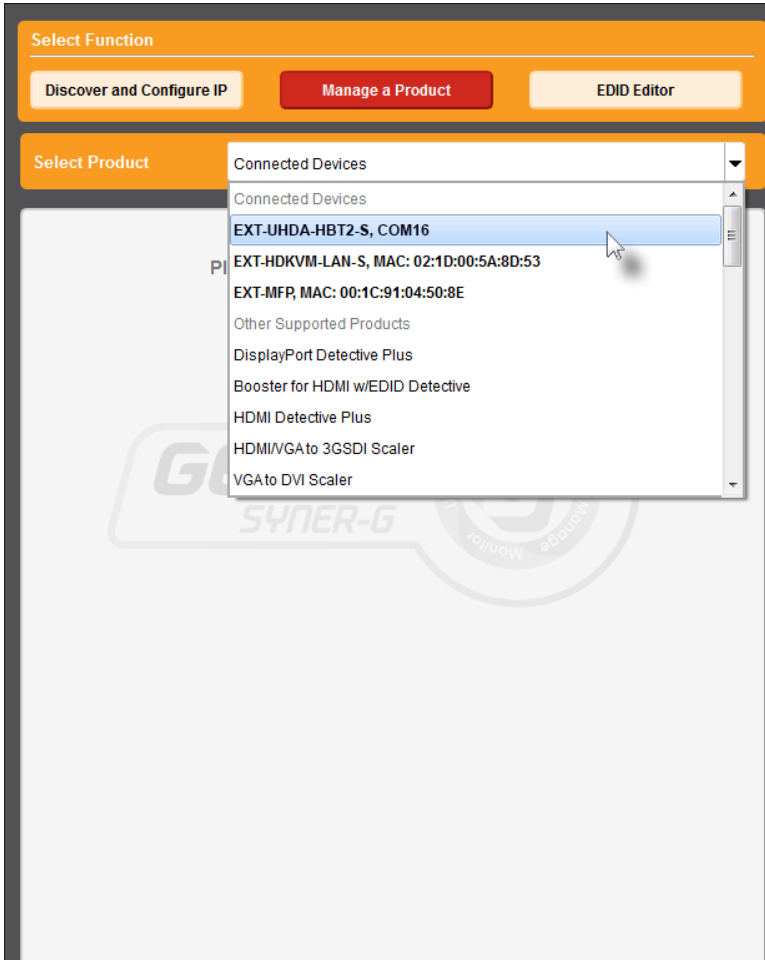 Select Function
Discover and Configure IP
Manage a Product
EDID Editor
Select Product
Connected Devices
Connected Devices
EXT-UHDA-HBT2-S, COM16
EXT-HDKVM-LAN-S, MAC: 02:1D:00:5A:8D:53
EXT-MFP, MAC: 00:1C:91:04:50:8E
Other Supported Products
DisplayPort Detective Plus
Booster for HDMI w/EDID Detective
HDMI Detective Plus
HDMI/VGA to 3GSDI Scaler
VGA to DVI Scaler
SYNER-G
Monitor
Manage